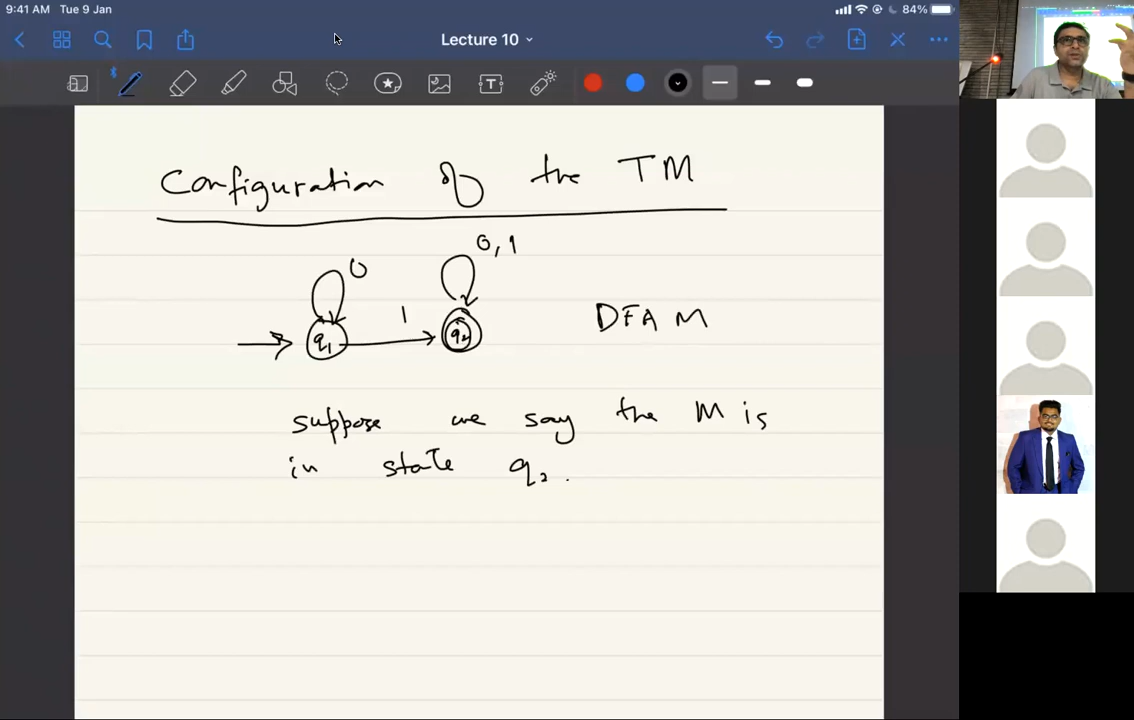 9:41 AM Tue 9 Jan
84%
Lecture 10
T
Configuration of the TM
0
0, 1
1
q1
q2
DFA M
suppose we say the M is
in state q2.